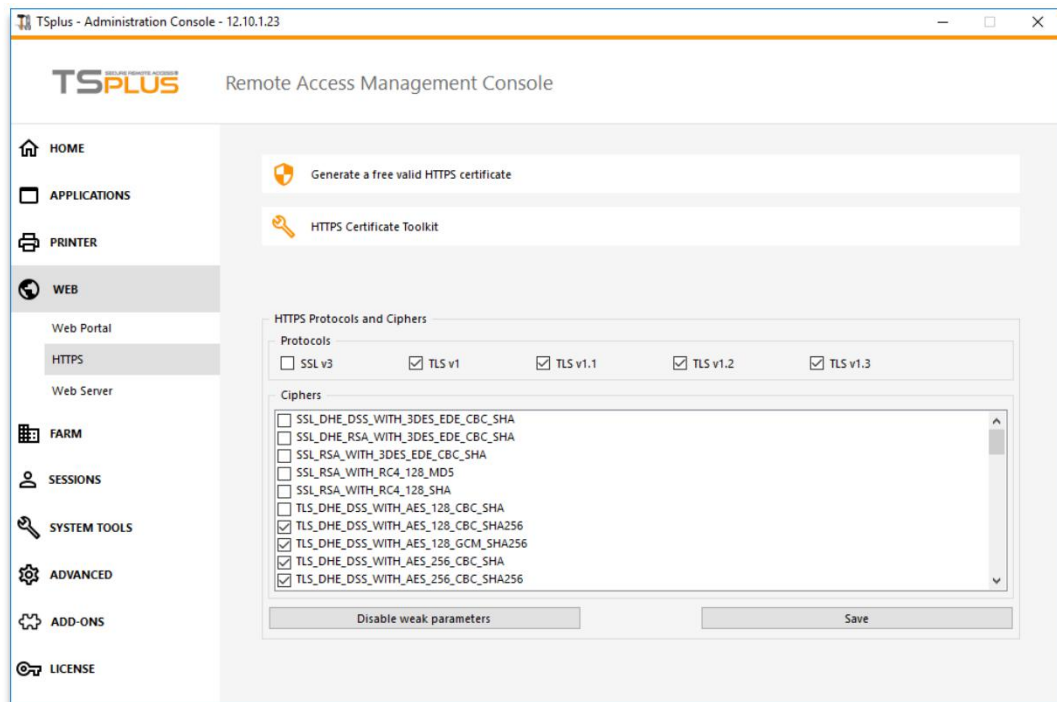 TSplus - Administration Console - 12.10.1.23
TSPLUS
SECURE REMOTE ACCESS
Remote Access Management Console
HOME
APPLICATIONS
PRINTER
WEB
Web Portal
HTTPS
Web Server
FARM
SESSIONS
SYSTEM TOOLS
ADVANCED
ADD-ONS
LICENSE
Generate a free valid HTTPS certificate
HTTPS Certificate Toolkit
HTTPS Protocols and Ciphers
Protocols
SSL v3 TLS v1 TLS v1.1 TLS v1.2 TLS v1.3
Ciphers
SSL_DHE_DSS_WITH_3DES_EDE_CBC_SHA
SSL_DHE_RSA_WITH_3DES_EDE_CBC_SHA
SSL_RSA_WITH_3DES_EDE_CBC_SHA
SSL_RSA_WITH_RC4_128_MD5
SSL_RSA_WITH_RC4_128_SHA
TLS_DHE_DSS_WITH_AES_128_CBC_SHA
TLS_DHE_DSS_WITH_AES_128_CBC_SHA256
TLS_DHE_DSS_WITH_AES_128_GCM_SHA256
TLS_DHE_DSS_WITH_AES_256_CBC_SHA
TLS_DHE_DSS_WITH_AES_256_CBC_SHA256
Disable weak parameters Save